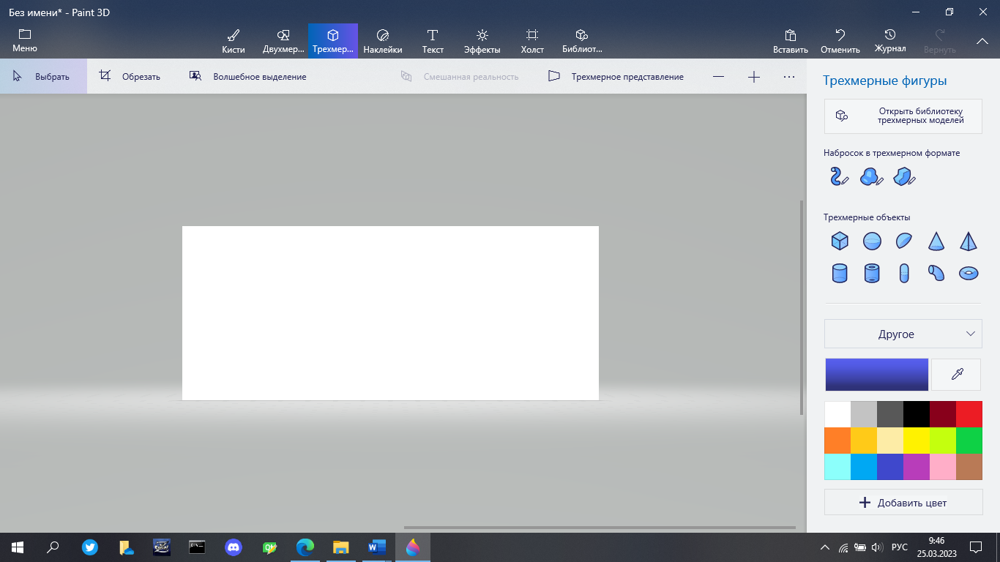 Без имени* - Paint 3D
Меню
Кисти
Двухмер...
Трехмер...
Наклейки
Текст
Эффекты
Холст
Библиот...
Вставить
Отменить
Журнал
Вернуть
Выбрать
Обрезать
Волшебное выделение
Смешанная реальность
Трехмерное представление
Трехмерные фигуры
Открыть библиотеку
трехмерных моделей
Набросок в трехмерном формате
Трехмерные объекты
Другое
Добавить цвет
РУС
9:46
25.03.2023